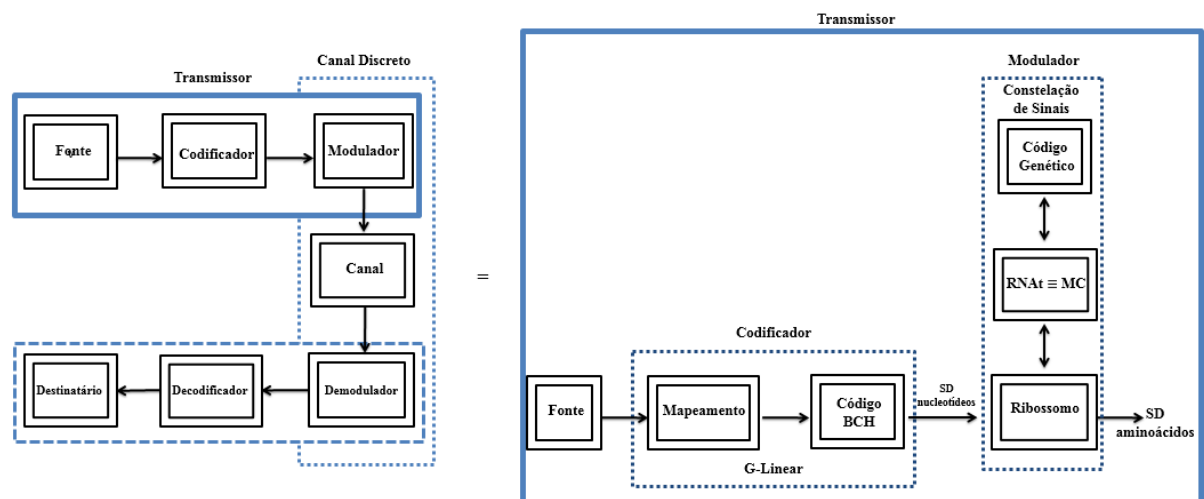 Transmissor
Canal Discreto
Transmissor
Fonte
Codificador
Modulador
Canal
Destinatário
Decodificador
Demodulador
=
Modulador
Constelação
de Sinais
Código
Genético
RNAt ≡ MC
Codificador
Fonte
Mapeamento
Código
BCH
SD
nucleotídeos
Ribossomo
SD
aminoácidos
G-Linear